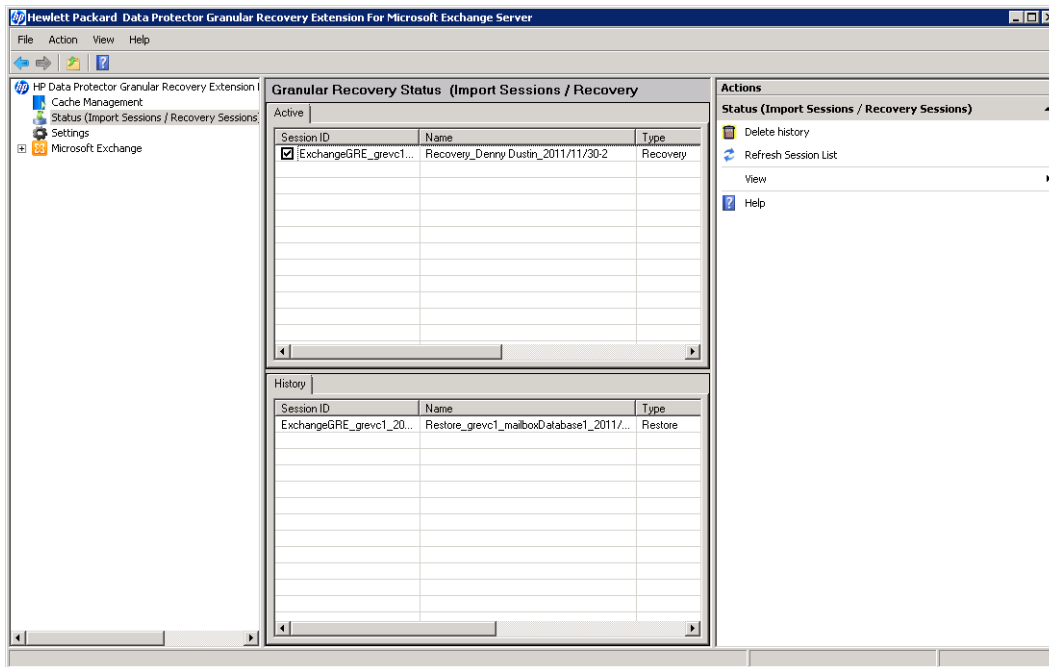 Hewlett Packard Data Protector Granular Recovery Extension For Microsoft Exchange Server
File Action View Help
HP Data Protector Granular Recovery Extension
Cache Management
Status (Import Sessions / Recovery Sessions
Settings
Microsoft Exchange
Granular Recovery Status (Import Sessions / Recovery
Active
Session ID Name Type
ExchangeGRE_grevc1... Recovery_Denny Dustin_2011/11/30-2 Recovery
History
Session ID Name Type
ExchangeGRE_grevc1_20... Restore_grevc1_mailboxDatabase1_2011/... Restore
Actions
Status (Import Sessions / Recovery Sessions)
Delete history
Refresh Session List
View
Help